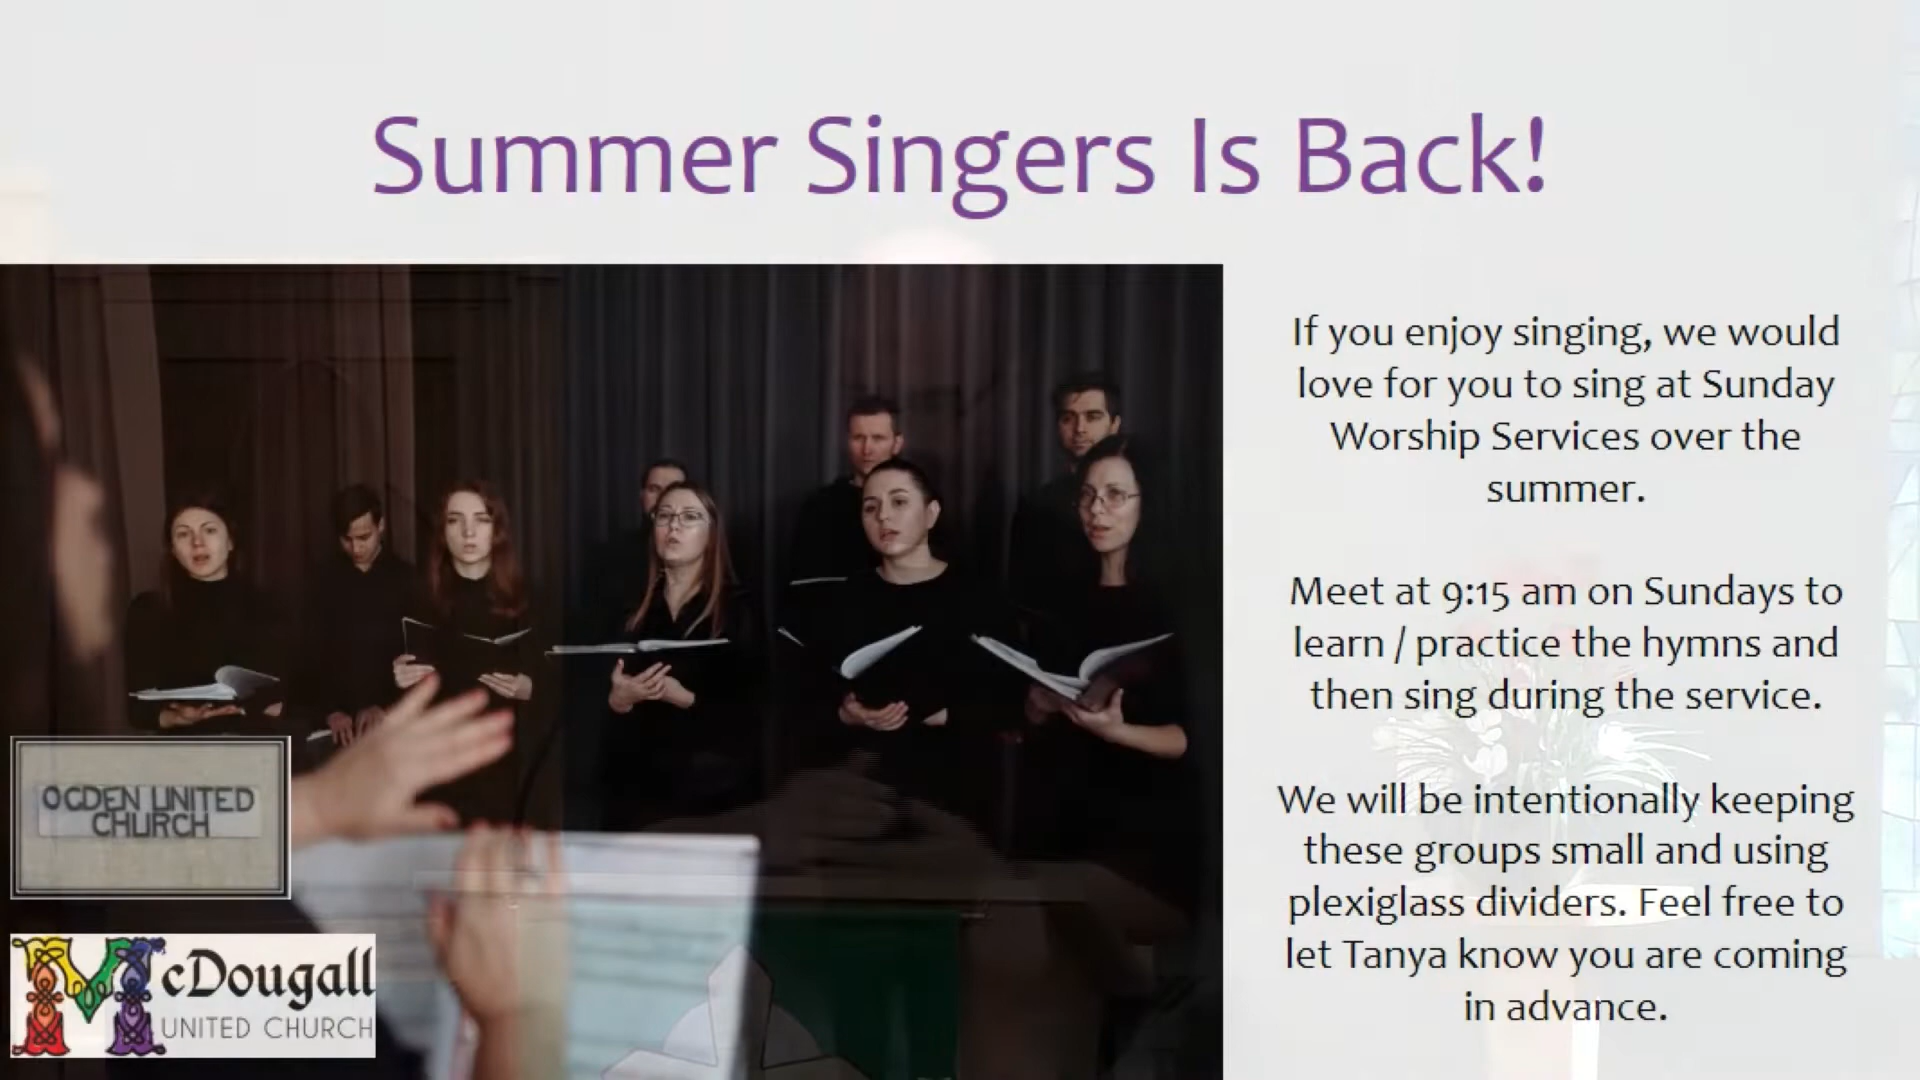 Summer Singers Is Back!
If you enjoy singing, we would
love for you to sing at Sunday
Worship Services over the
summer.
Meet at 9:15 am on Sundays to
learn / practice the hymns and
then sing during the service.
We will be intentionally keeping
these groups small and using
plexiglass dividers. Feel free to
let Tanya know you are coming
in advance.
OGDEN UNITED
CHURCH
McDougall
UNITED CHURCH